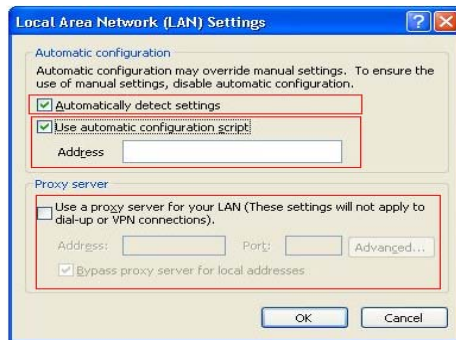 Local Area Network (LAN) Settings
Automatic configuration
Automatic configuration may override manual settings. To ensure the
use of manual settings, disable automatic configuration.
Automatically detect settings
Use automatic configuration script
Address
Proxy server
Use a proxy server for your LAN (These settings will not apply to
dial-up or VPN connections).
Address:
Port:
Advanced...
Bypass proxy server for local addresses
OK
Cancel